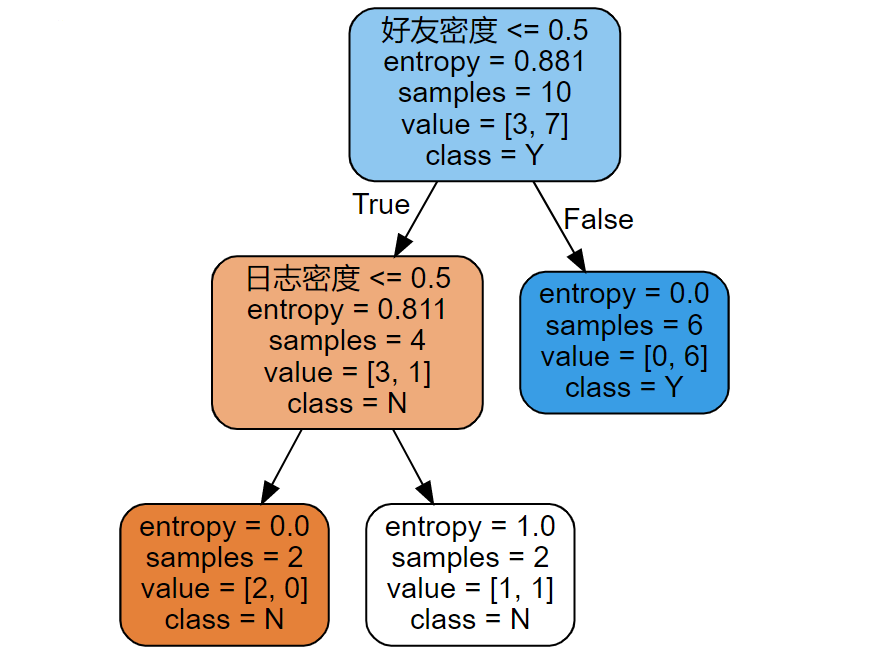 好友密度 <= 0.5
entropy = 0.881
samples = 10
value = [3, 7]
class = Y
True
False
日志密度 <= 0.5
entropy = 0.811
samples = 4
value = [3, 1]
class = N
entropy = 0.0
samples = 6
value = [0, 6]
class = Y
entropy = 0.0
samples = 2
value = [2, 0]
class = N
entropy = 1.0
samples = 2
value = [1, 1]
class = N